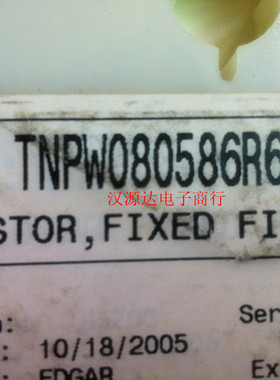 TNPW080586R6
汉源达电子商行
STOR,FIXED FI
Ser
: 10/18/2005
: EDGAR
Ex